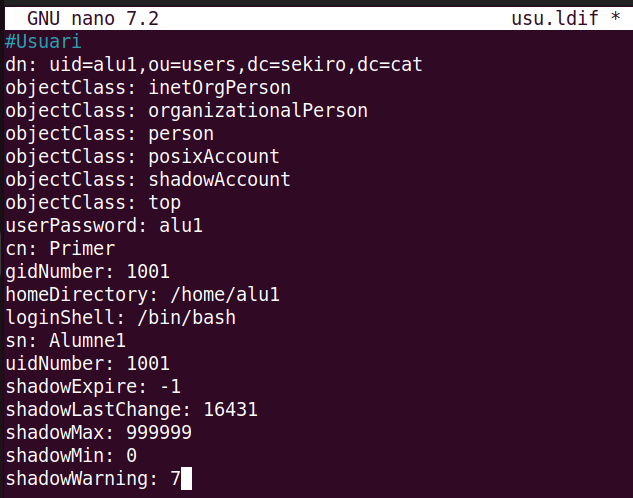 GNU nano 7.2 usu.ldif *
#Usuari
dn: uid=alu1,ou=users,dc=sekiro,dc=cat
objectClass: inetOrgPerson
objectClass: organizationalPerson
objectClass: person
objectClass: posixAccount
objectClass: shadowAccount
objectClass: top
userPassword: alu1
cn: Primer
gidNumber: 1001
homeDirectory: /home/alu1
loginShell: /bin/bash
sn: Alumne1
uidNumber: 1001
shadowExpire: -1
shadowLastChange: 16431
shadowMax: 999999
shadowMin: 0
shadowWarning: 7